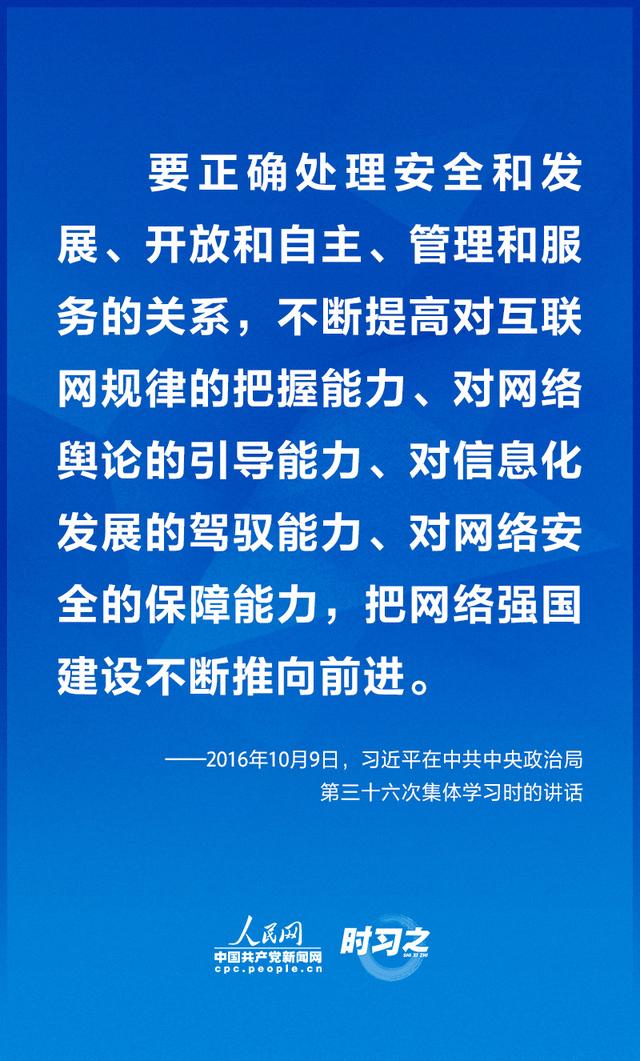 要正确处理安全和发
展、开放和自主、管理和服
务的关系，不断提高对互联
网规律的把握能力、对网络
舆论的引导能力、对信息化
发展的驾驭能力、对网络安
全的保障能力，把网络强国
建设不断推向前进。
——2016年10月9日，习近平在中共中央政治局
第三十六次集体学习时的讲话
人民网
中国共产党新闻网
cpc.people.cn
时习之
SHI XI ZHI